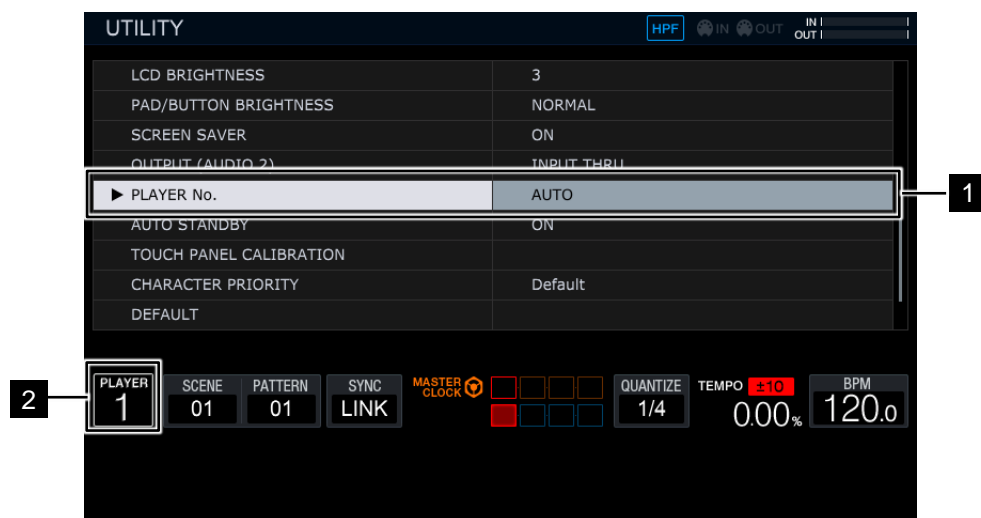 UTILITY HPF IN OUT IN OUT
LCD BRIGHTNESS 3
PAD/BUTTON BRIGHTNESS NORMAL
SCREEN SAVER ON
OUTPUT (AUDIO 2) INPUT THRU
PLAYER No. AUTO 1
AUTO STANDBY ON
TOUCH PANEL CALIBRATION
CHARACTER PRIORITY Default
DEFAULT
2
PLAYER SCENE PATTERN SYNC MASTER CLOCK QUANTIZE TEMPO ±10 BPM
1 01 01 LINK 1/4 0.00% 120.0